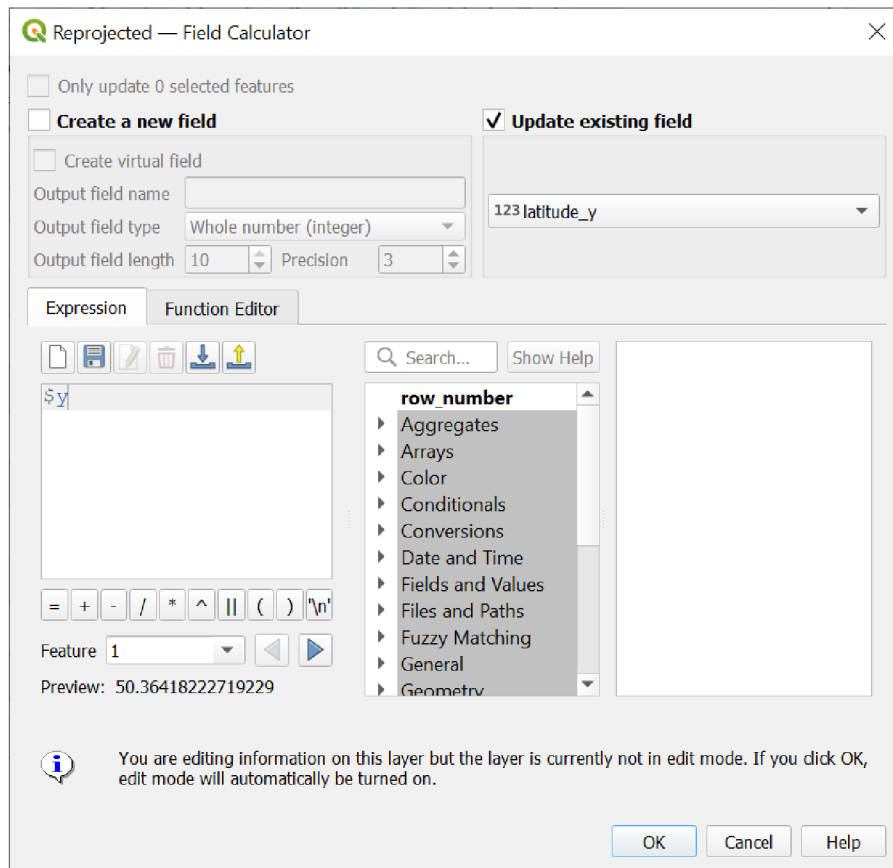 Reprojected — Field Calculator
Only update 0 selected features
Create a new field
Update existing field
Create virtual field
Output field name
Output field type Whole number (integer)
Output field length 10 Precision 3
123 latitude_y
Expression Function Editor
Search... Show Help
$y
row_number
Aggregates
Arrays
Color
Conditionals
Conversions
Date and Time
Fields and Values
Files and Paths
Fuzzy Matching
General
Geometry
= + - / * ^ || ( ) '\n'
Feature 1
Preview: 50.36418222719229
You are editing information on this layer but the layer is currently not in edit mode. If you click OK,
edit mode will automatically be turned on.
OK Cancel Help